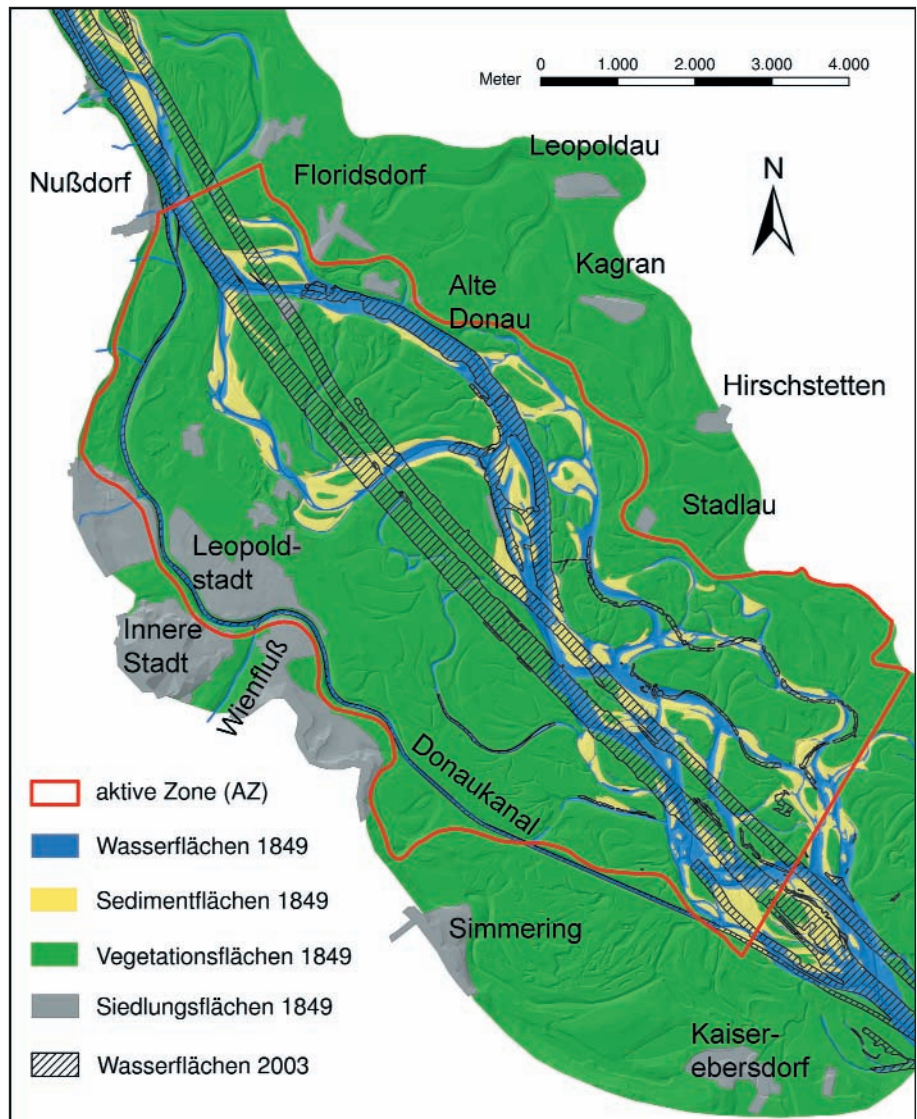 Meter 0 1.000 2.000 3.000 4.000
Leopoldau
N
Nußdorf
Floridsdorf
Kagran
Alte
Donau
Hirschstetten
Stadlau
Leopold-
stadt
Innere
Stadt
Wienfluß
Donaukanal
Simmering
Kaiser-
ebersdorf
aktive Zone (AZ)
Wasserflächen 1849
Sedimentflächen 1849
Vegetationsflächen 1849
Siedlungsflächen 1849
Wasserflächen 2003